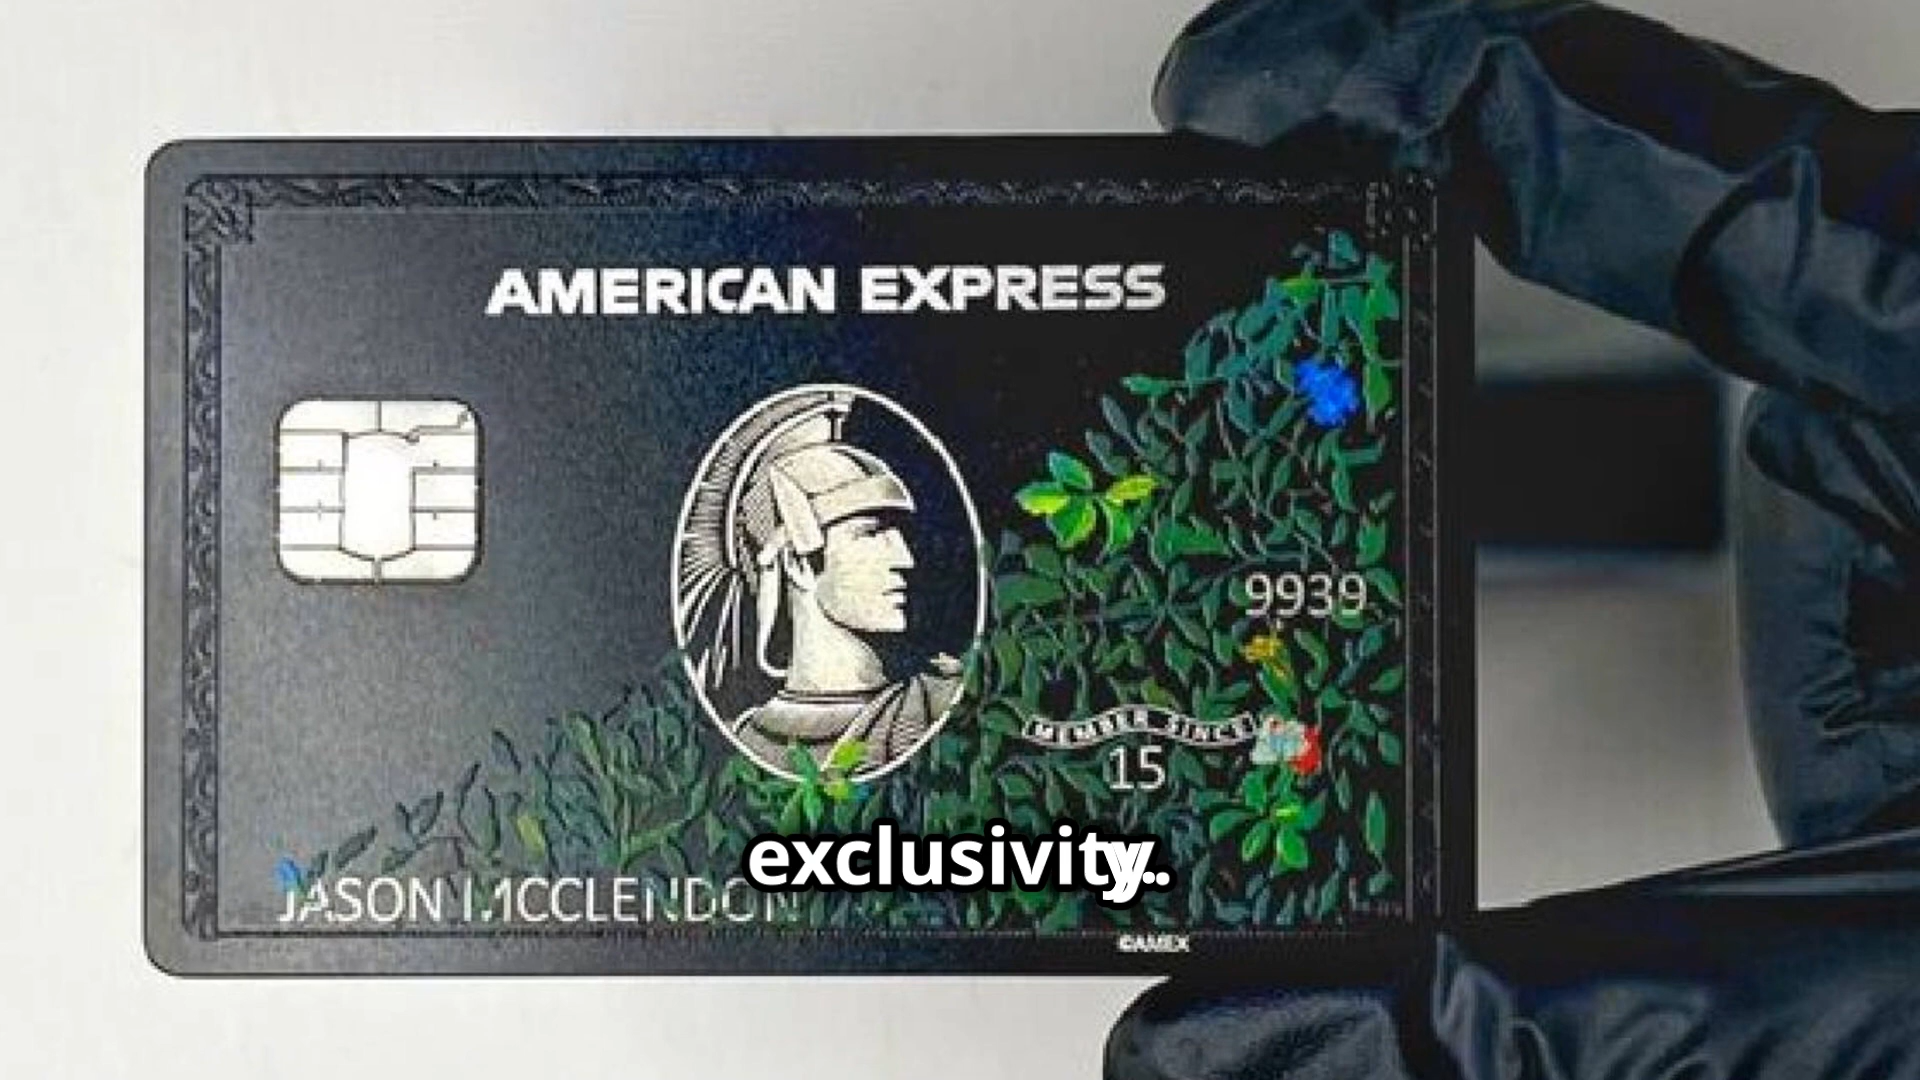 AMERICAN EXPRESS
9939
MEMBER SINCE
15
exclusivity.
JASON MCCLENDON
©AMEX